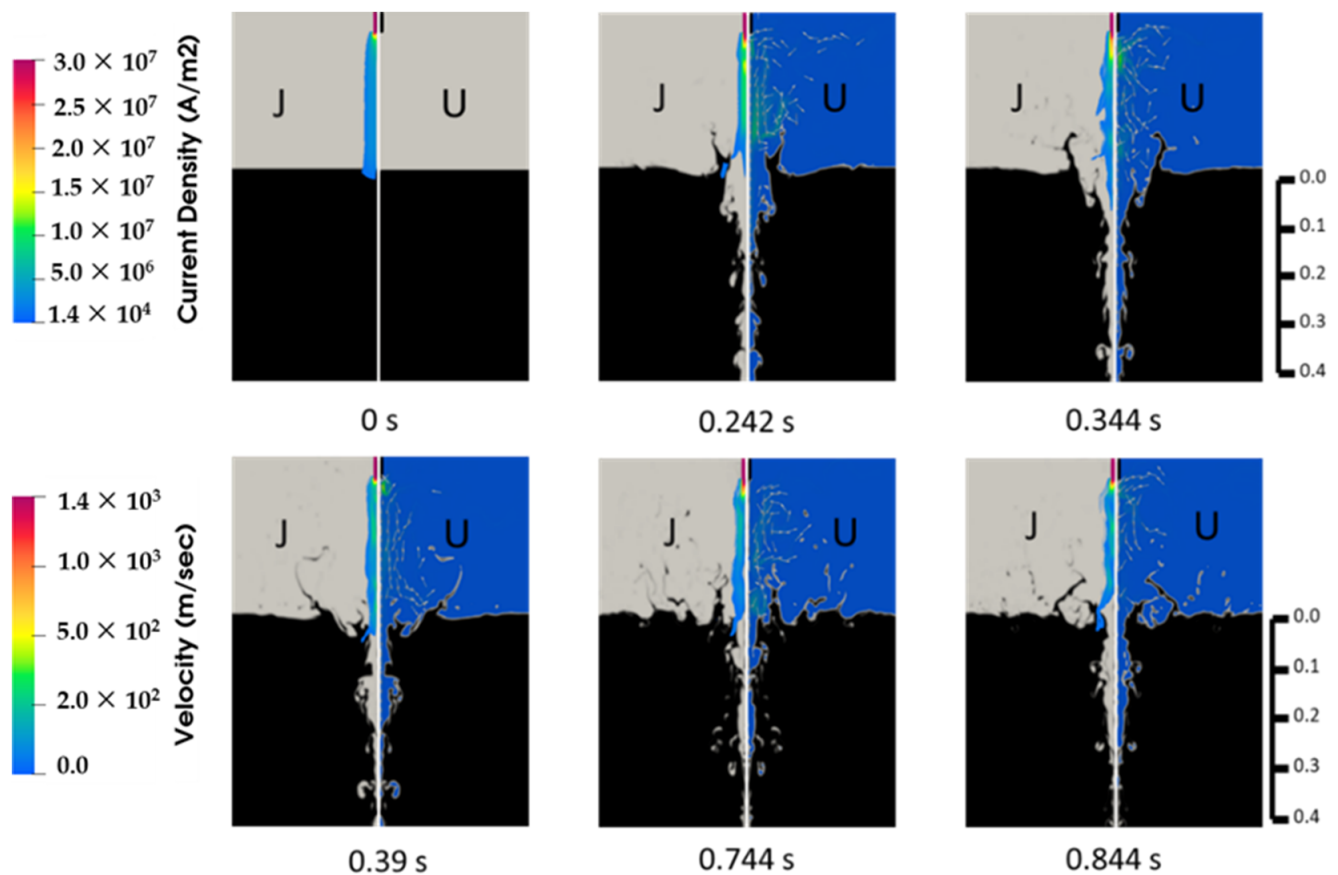 Current Density (A/m2)
3.0 × 10⁷
2.5 × 10⁷
2.0 × 10⁷
1.5 × 10⁷
1.0 × 10⁷
5.0 × 10⁶
1.4 × 10⁴
J U
J U
J U
0.0
0.1
0.2
0.3
0.4
0 s
0.242 s
0.344 s
Velocity (m/sec)
1.4 × 10³
1.0 × 10³
5.0 × 10²
2.0 × 10²
0.0
J U
J U
J U
0.0
0.1
0.2
0.3
0.4
0.39 s
0.744 s
0.844 s